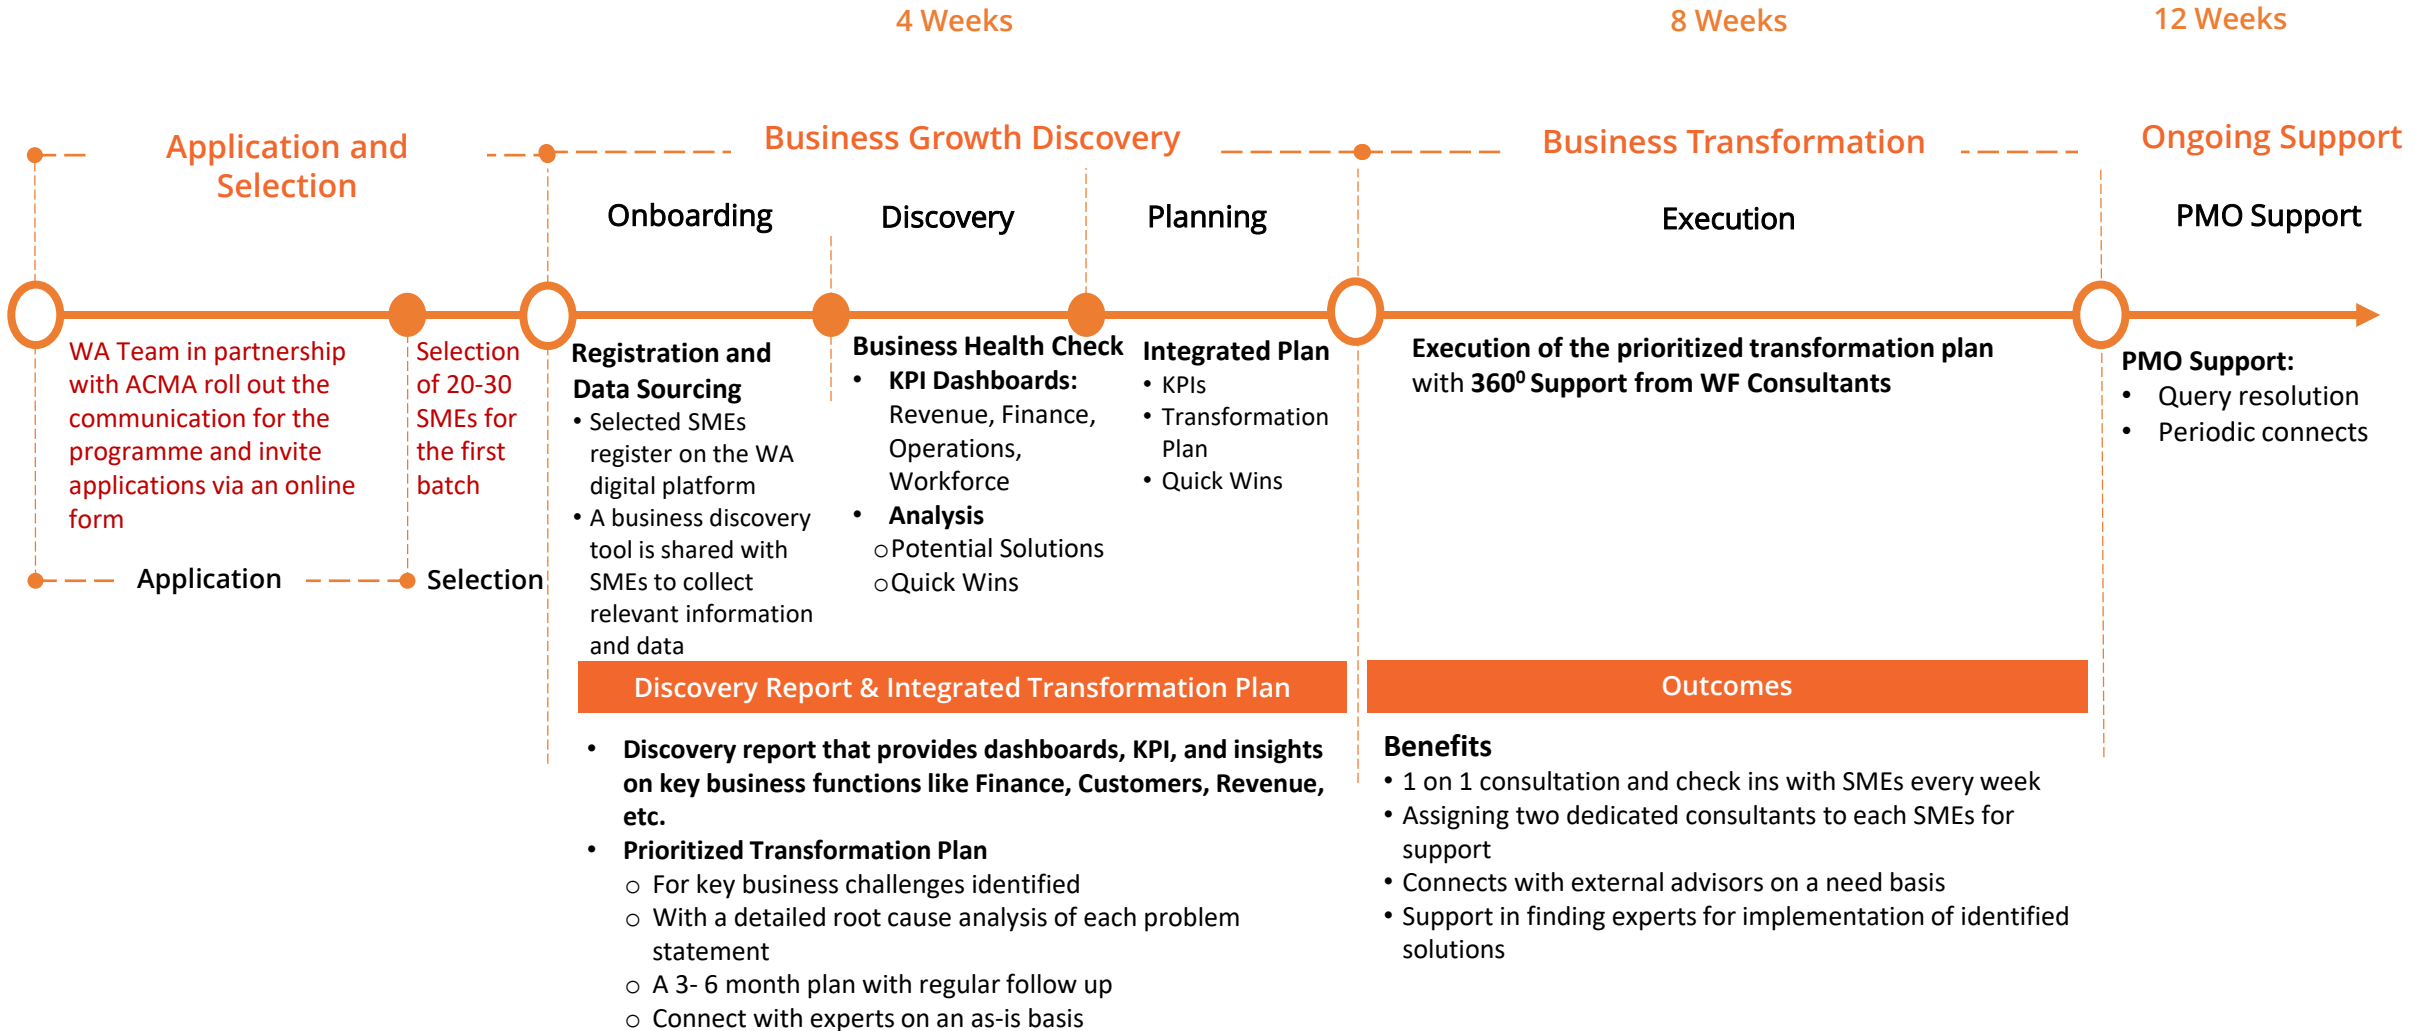 4 Weeks
8 Weeks
12 Weeks
Application and
Selection
Business Growth Discovery
Business Transformation
Ongoing Support
Onboarding
Discovery
Planning
Execution
PMO Support
WA Team in partnership
with ACMA roll out the
communication for the
programme and invite
applications via an online
form
Selection
of 20-30
SMEs for
the first
batch
Application
Selection
Registration and
Data Sourcing
• Selected SMEs
register on the WA
digital platform
• A business discovery
tool is shared with
SMEs to collect
relevant information
and data
Business Health Check
• KPI Dashboards:
Revenue, Finance,
Operations,
Workforce
• Analysis
o Potential Solutions
o Quick Wins
Integrated Plan
• KPIs
• Transformation
Plan
• Quick Wins
Execution of the prioritized transformation plan
with 360⁰ Support from WF Consultants
PMO Support:
• Query resolution
• Periodic connects
Discovery Report & Integrated Transformation Plan
• Discovery report that provides dashboards, KPI, and insights
on key business functions like Finance, Customers, Revenue,
etc.
• Prioritized Transformation Plan
o For key business challenges identified
o With a detailed root cause analysis of each problem
statement
o A 3- 6 month plan with regular follow up
o Connect with experts on an as-is basis
Outcomes
Benefits
• 1 on 1 consultation and check ins with SMEs every week
• Assigning two dedicated consultants to each SMEs for
support
• Connects with external advisors on a need basis
• Support in finding experts for implementation of identified
solutions